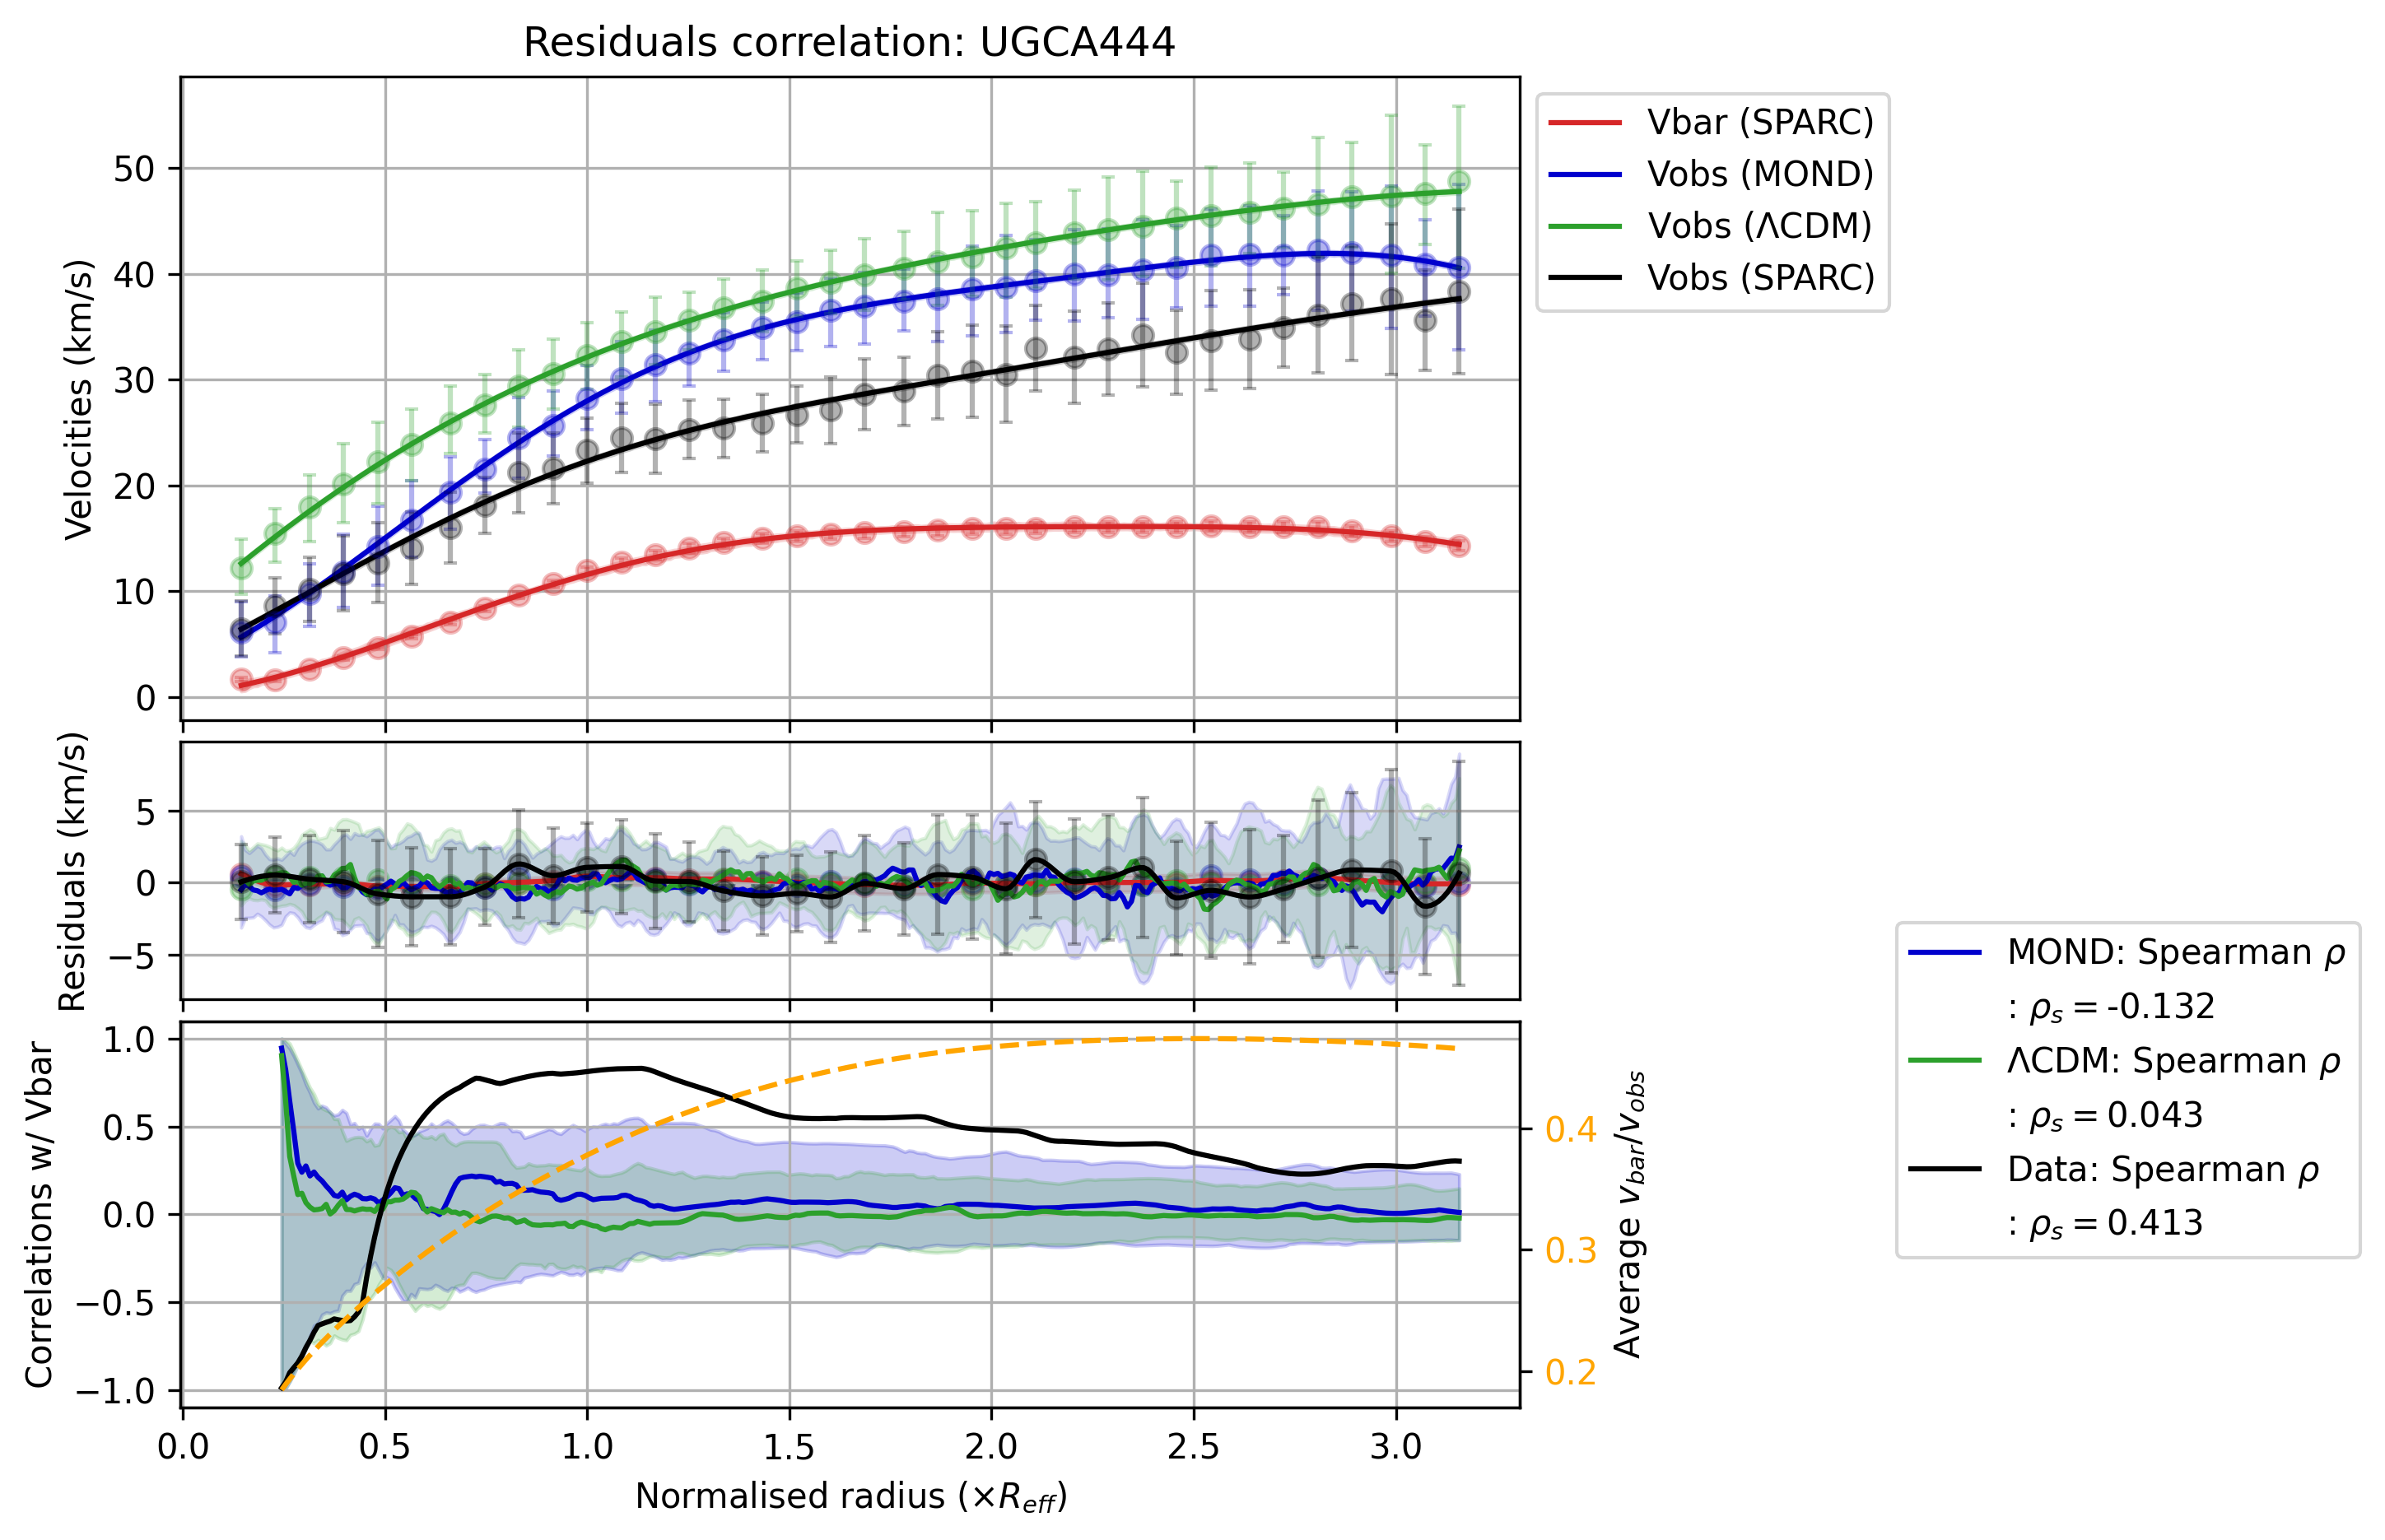 Residuals correlation: UGCA444
Velocities (km/s)
50
40
30
20
10
0
Vbar (SPARC)
Vobs (MOND)
Vobs (ΛCDM)
Vobs (SPARC)
Residuals (km/s)
5
0
−5
Correlations w/ Vbar
1.0
0.5
0.0
−0.5
−1.0
0.4
0.3
0.2
Average v_bar/v_obs
MOND: Spearman ρ
: ρ_s = -0.132
ΛCDM: Spearman ρ
: ρ_s = 0.043
Data: Spearman ρ
: ρ_s = 0.413
0.0 0.5 1.0 1.5 2.0 2.5 3.0
Normalised radius (×R_eff)